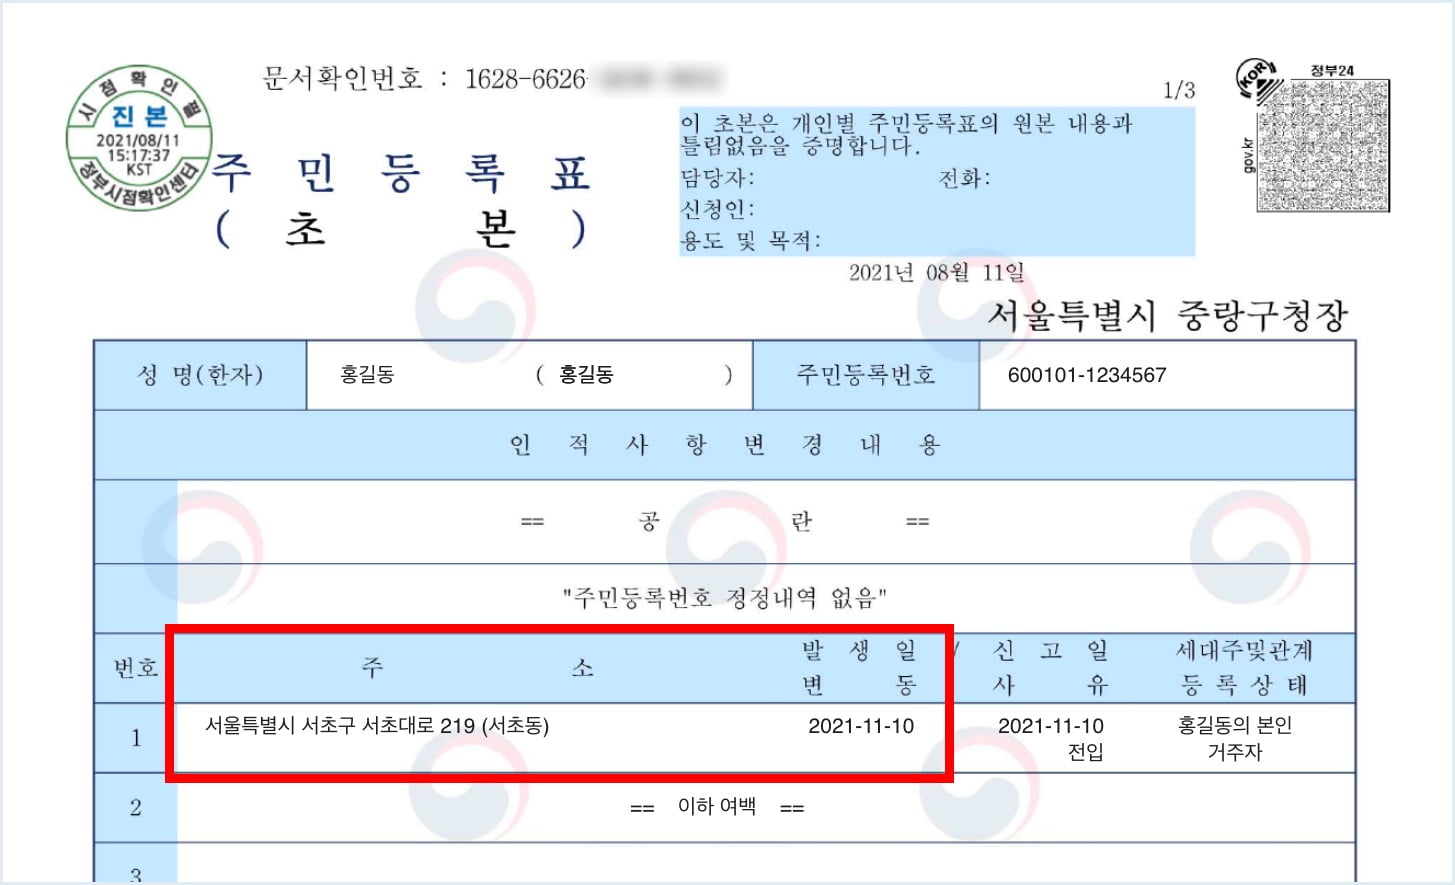 문서확인번호 : 1628-6626-
1/3
정부24
KOR
gov.kr
시점확인필
진 본
2021/08/11
15:17:37
KST
정부시점확인센터
주 민 등 록 표
( 초 본 )
이 초본은 개인별 주민등록표의 원본 내용과
틀림없음을 증명합니다.
담당자: 전화:
신청인:
용도 및 목적:
2021년 08월 11일
서울특별시 중랑구청장
성 명(한자) 홍길동 ( 홍길동 ) 주민등록번호 600101-1234567
인 적 사 항 변 경 내 용
== 공 란 ==
"주민등록번호 정정내역 없음"
번호 주 소 발 생 일 / 신 고 일 세대주및관계
변 동 사 유 등 록 상 태
1 서울특별시 서초구 서초대로 219 (서초동) 2021-11-10 2021-11-10 홍길동의 본인
전입 거주자
2 == 이하 여백 ==
3